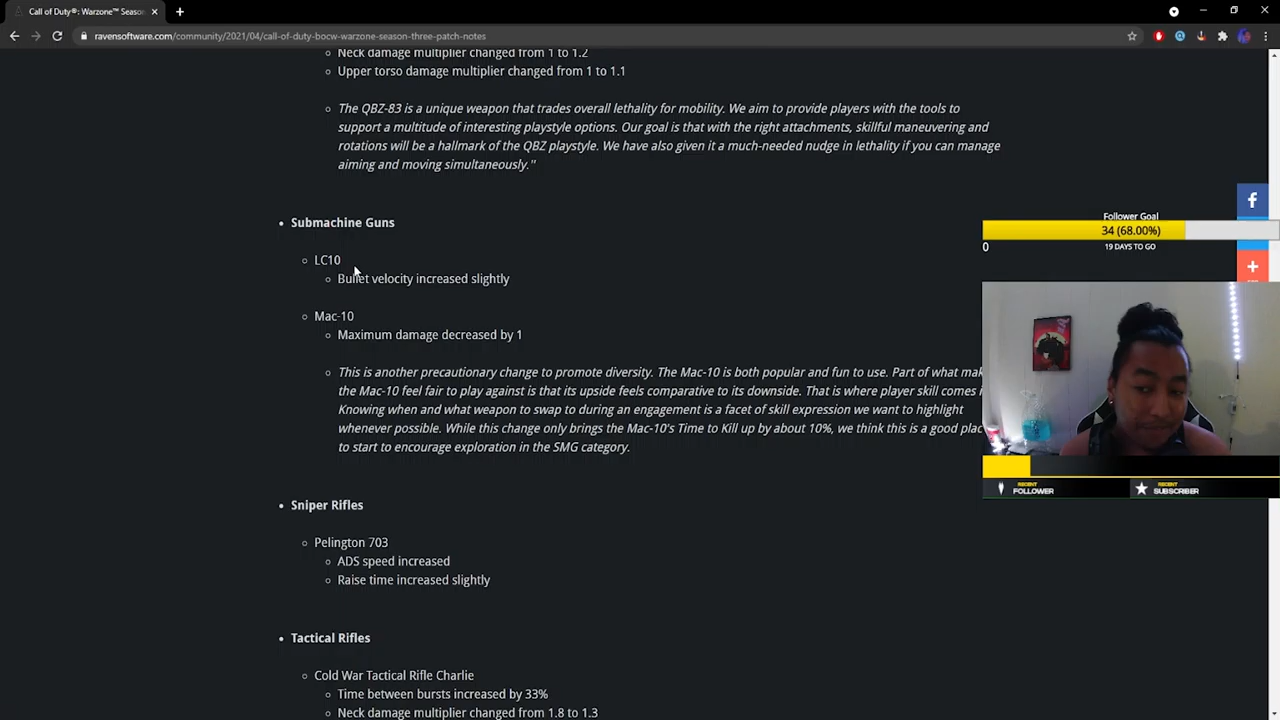 Call of Duty®: Warzone™ Seaso
ravensoftware.com/community/2021/04/call-of-duty-bocw-warzone-season-three-patch-notes
Neck damage multiplier changed from 1 to 1.2
Upper torso damage multiplier changed from 1 to 1.1
The QBZ-83 is a unique weapon that trades overall lethality for mobility. We aim to provide players with the tools to
support a multitude of interesting playstyle options. Our goal is that with the right attachments, skillful maneuvering and
rotations will be a hallmark of the QBZ playstyle. We have also given it a much-needed nudge in lethality if you can manage
aiming and moving simultaneously."
Submachine Guns
LC10
Bullet velocity increased slightly
Mac-10
Maximum damage decreased by 1
This is another precautionary change to promote diversity. The Mac-10 is both popular and fun to use. Part of what mak
the Mac-10 feel fair to play against is that its upside feels comparative to its downside. That is where player skill comes i
Knowing when and what weapon to swap to during an engagement is a facet of skill expression we want to highlight
whenever possible. While this change only brings the Mac-10's Time to Kill up by about 10%, we think this is a good plac
to start to encourage exploration in the SMG category.
Sniper Rifles
Pelington 703
ADS speed increased
Raise time increased slightly
Tactical Rifles
Cold War Tactical Rifle Charlie
Time between bursts increased by 33%
Neck damage multiplier changed from 1.8 to 1.3
Follower Goal
34 (68.00%)
0
19 DAYS TO GO
RECENT
FOLLOWER
RECENT
SUBSCRIBER